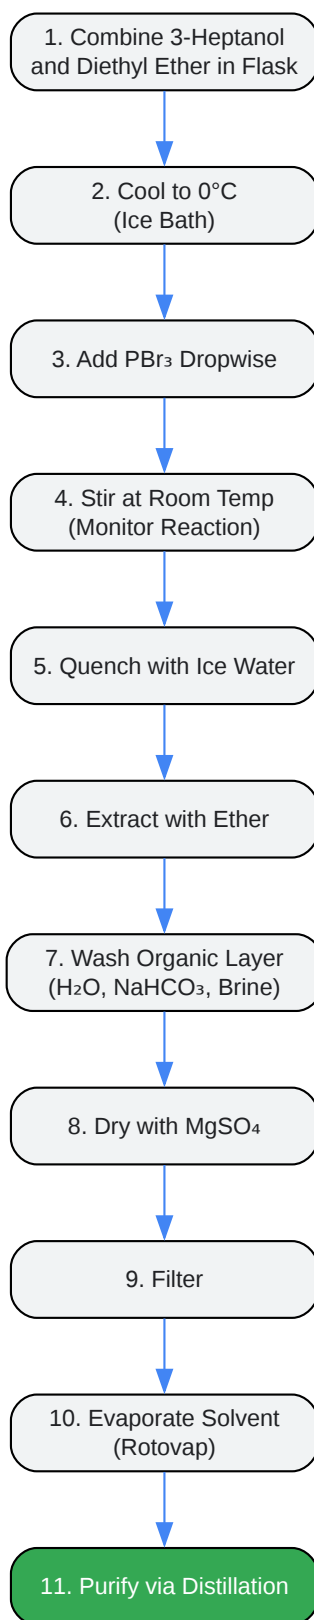 1. Combine 3-Heptanol
and Diethyl Ether in Flask
2. Cool to 0°C
(Ice Bath)
3. Add PBr₃ Dropwise
4. Stir at Room Temp
(Monitor Reaction)
5. Quench with Ice Water
6. Extract with Ether
7. Wash Organic Layer
(H₂O, NaHCO₃, Brine)
8. Dry with MgSO₄
9. Filter
10. Evaporate Solvent
(Rotovap)
11. Purify via Distillation